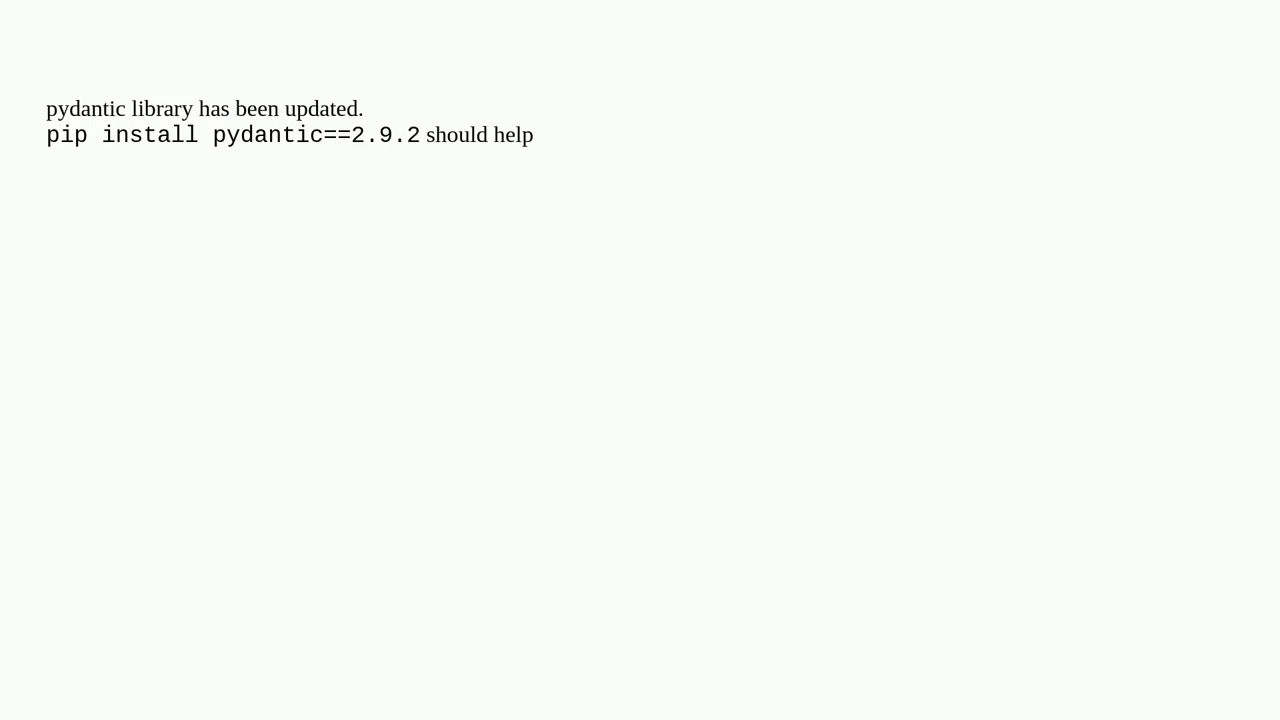 pydantic library has been updated.
pip install pydantic==2.9.2 should help